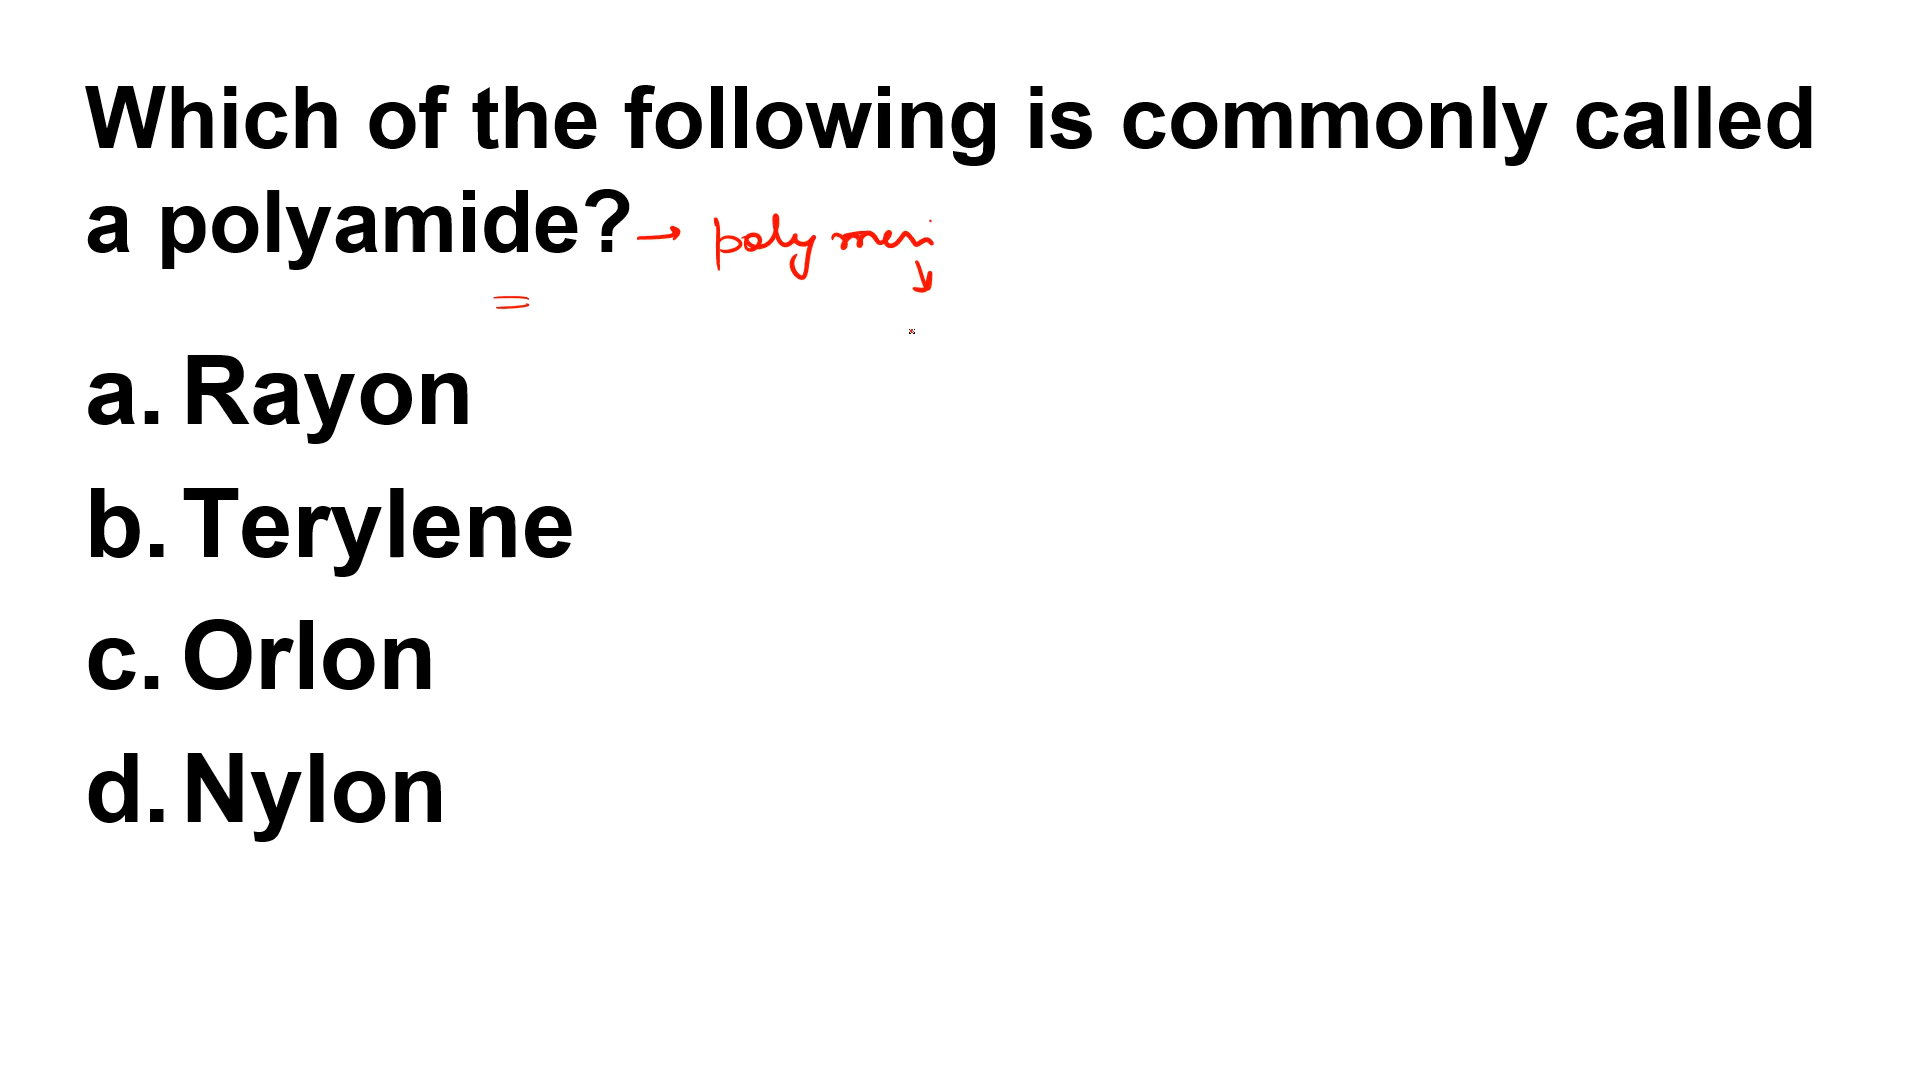 Which of the following is commonly called
a polyamide? → polymer
a. Rayon
b. Terylene
c. Orlon
d. Nylon